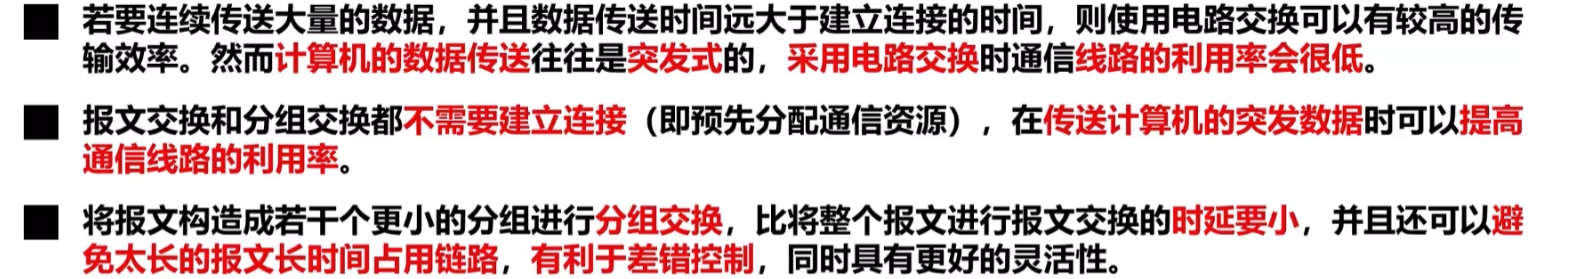 若要连续传送大量的数据，并且数据传送时间远大于建立连接的时间，则使用电路交换可以有较高的传
输效率。然而计算机的数据传送往往是突发式的，采用电路交换时通信线路的利用率会很低。
报文交换和分组交换都不需要建立连接（即预先分配通信资源），在传送计算机的突发数据时可以提高
通信线路的利用率。
将报文构造成若干个更小的分组进行分组交换，比将整个报文进行报文交换的时延要小，并且还可以避
免太长的报文长时间占用链路，有利于差错控制，同时具有更好的灵活性。